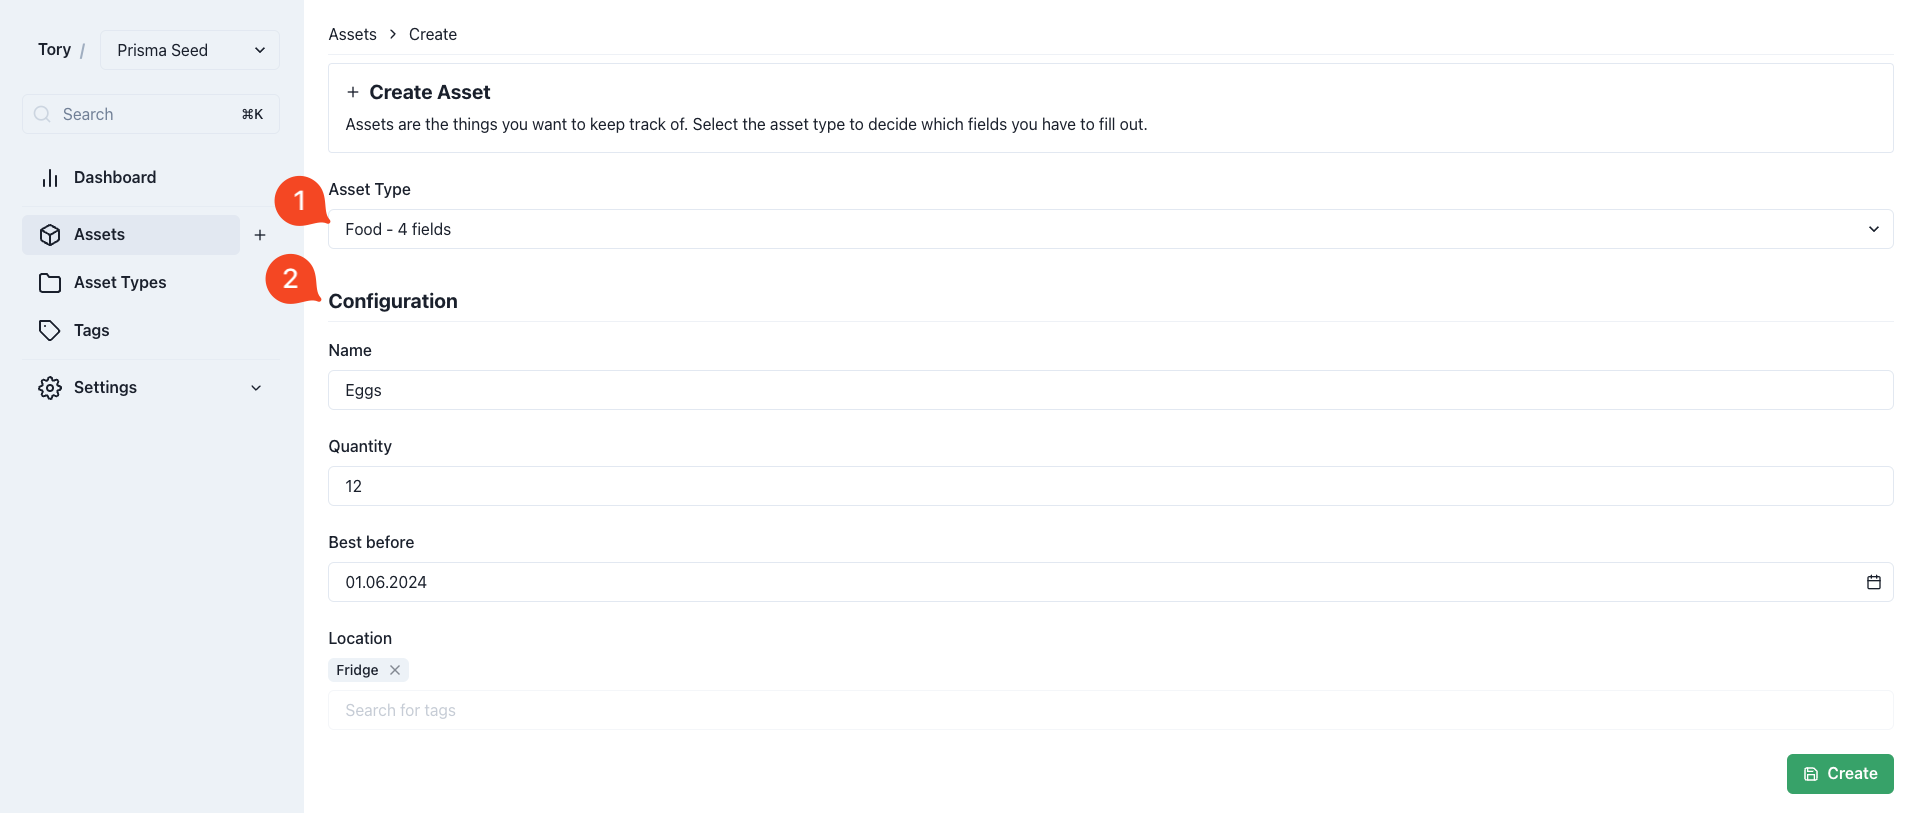 Tory / Prisma Seed
Search ⌘K
Dashboard
Assets
Asset Types
Tags
Settings
Assets > Create
Create Asset
Assets are the things you want to keep track of. Select the asset type to decide which fields you have to fill out.
1
Asset Type
Food - 4 fields
2
Configuration
Name
Eggs
Quantity
12
Best before
01.06.2024
Location
Fridge
Search for tags
Create